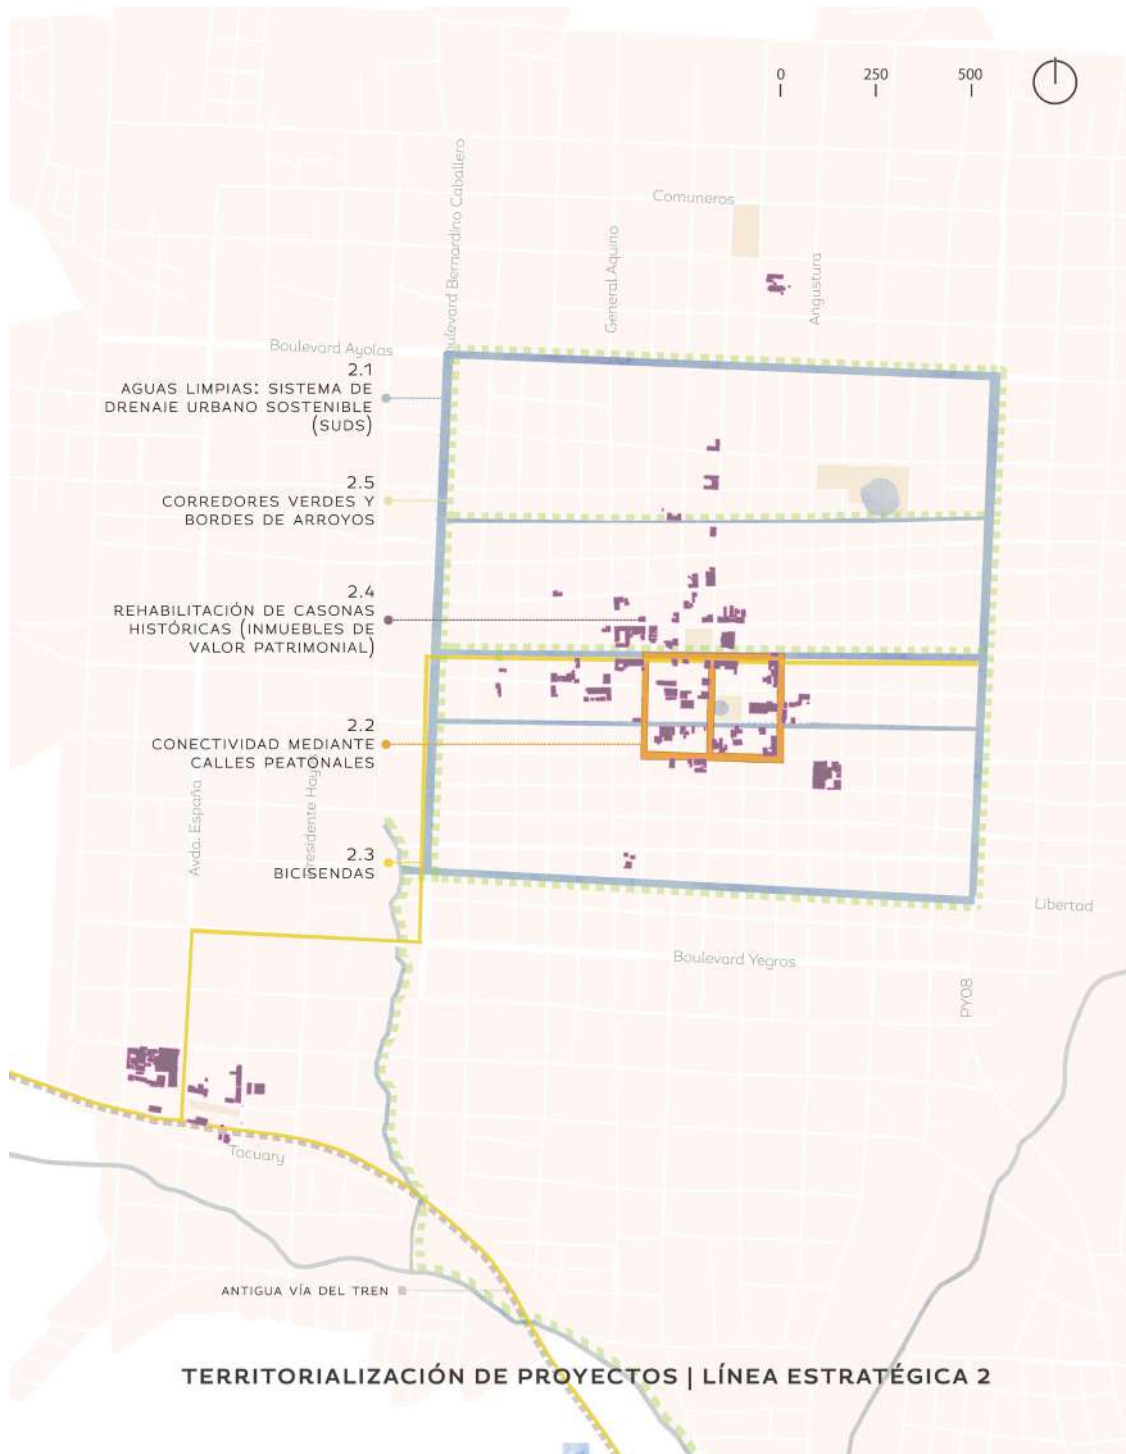 0 250 500
Comuneros
Boulevard Bernardino Caballero
General Aquino
Angustura
Boulevard Ayolas
2.1
AGUAS LIMPIAS: SISTEMA DE
DRENAJE URBANO SOSTENIBLE
(SUDS)
2.5
CORREDORES VERDES Y
BORDES DE ARROYOS
2.4
REHABILITACIÓN DE CASONAS
HISTÓRICAS (INMUEBLES DE
VALOR PATRIMONIAL)
2.2
CONECTIVIDAD MEDIANTE
CALLES PEATONALES
Avda. España
Presidente Hayes
2.3
BICISENDAS
Libertad
Boulevard Yegros
PY08
Tacuary
ANTIGUA VÍA DEL TREN
TERRITORIALIZACIÓN DE PROYECTOS | LÍNEA ESTRATÉGICA 2